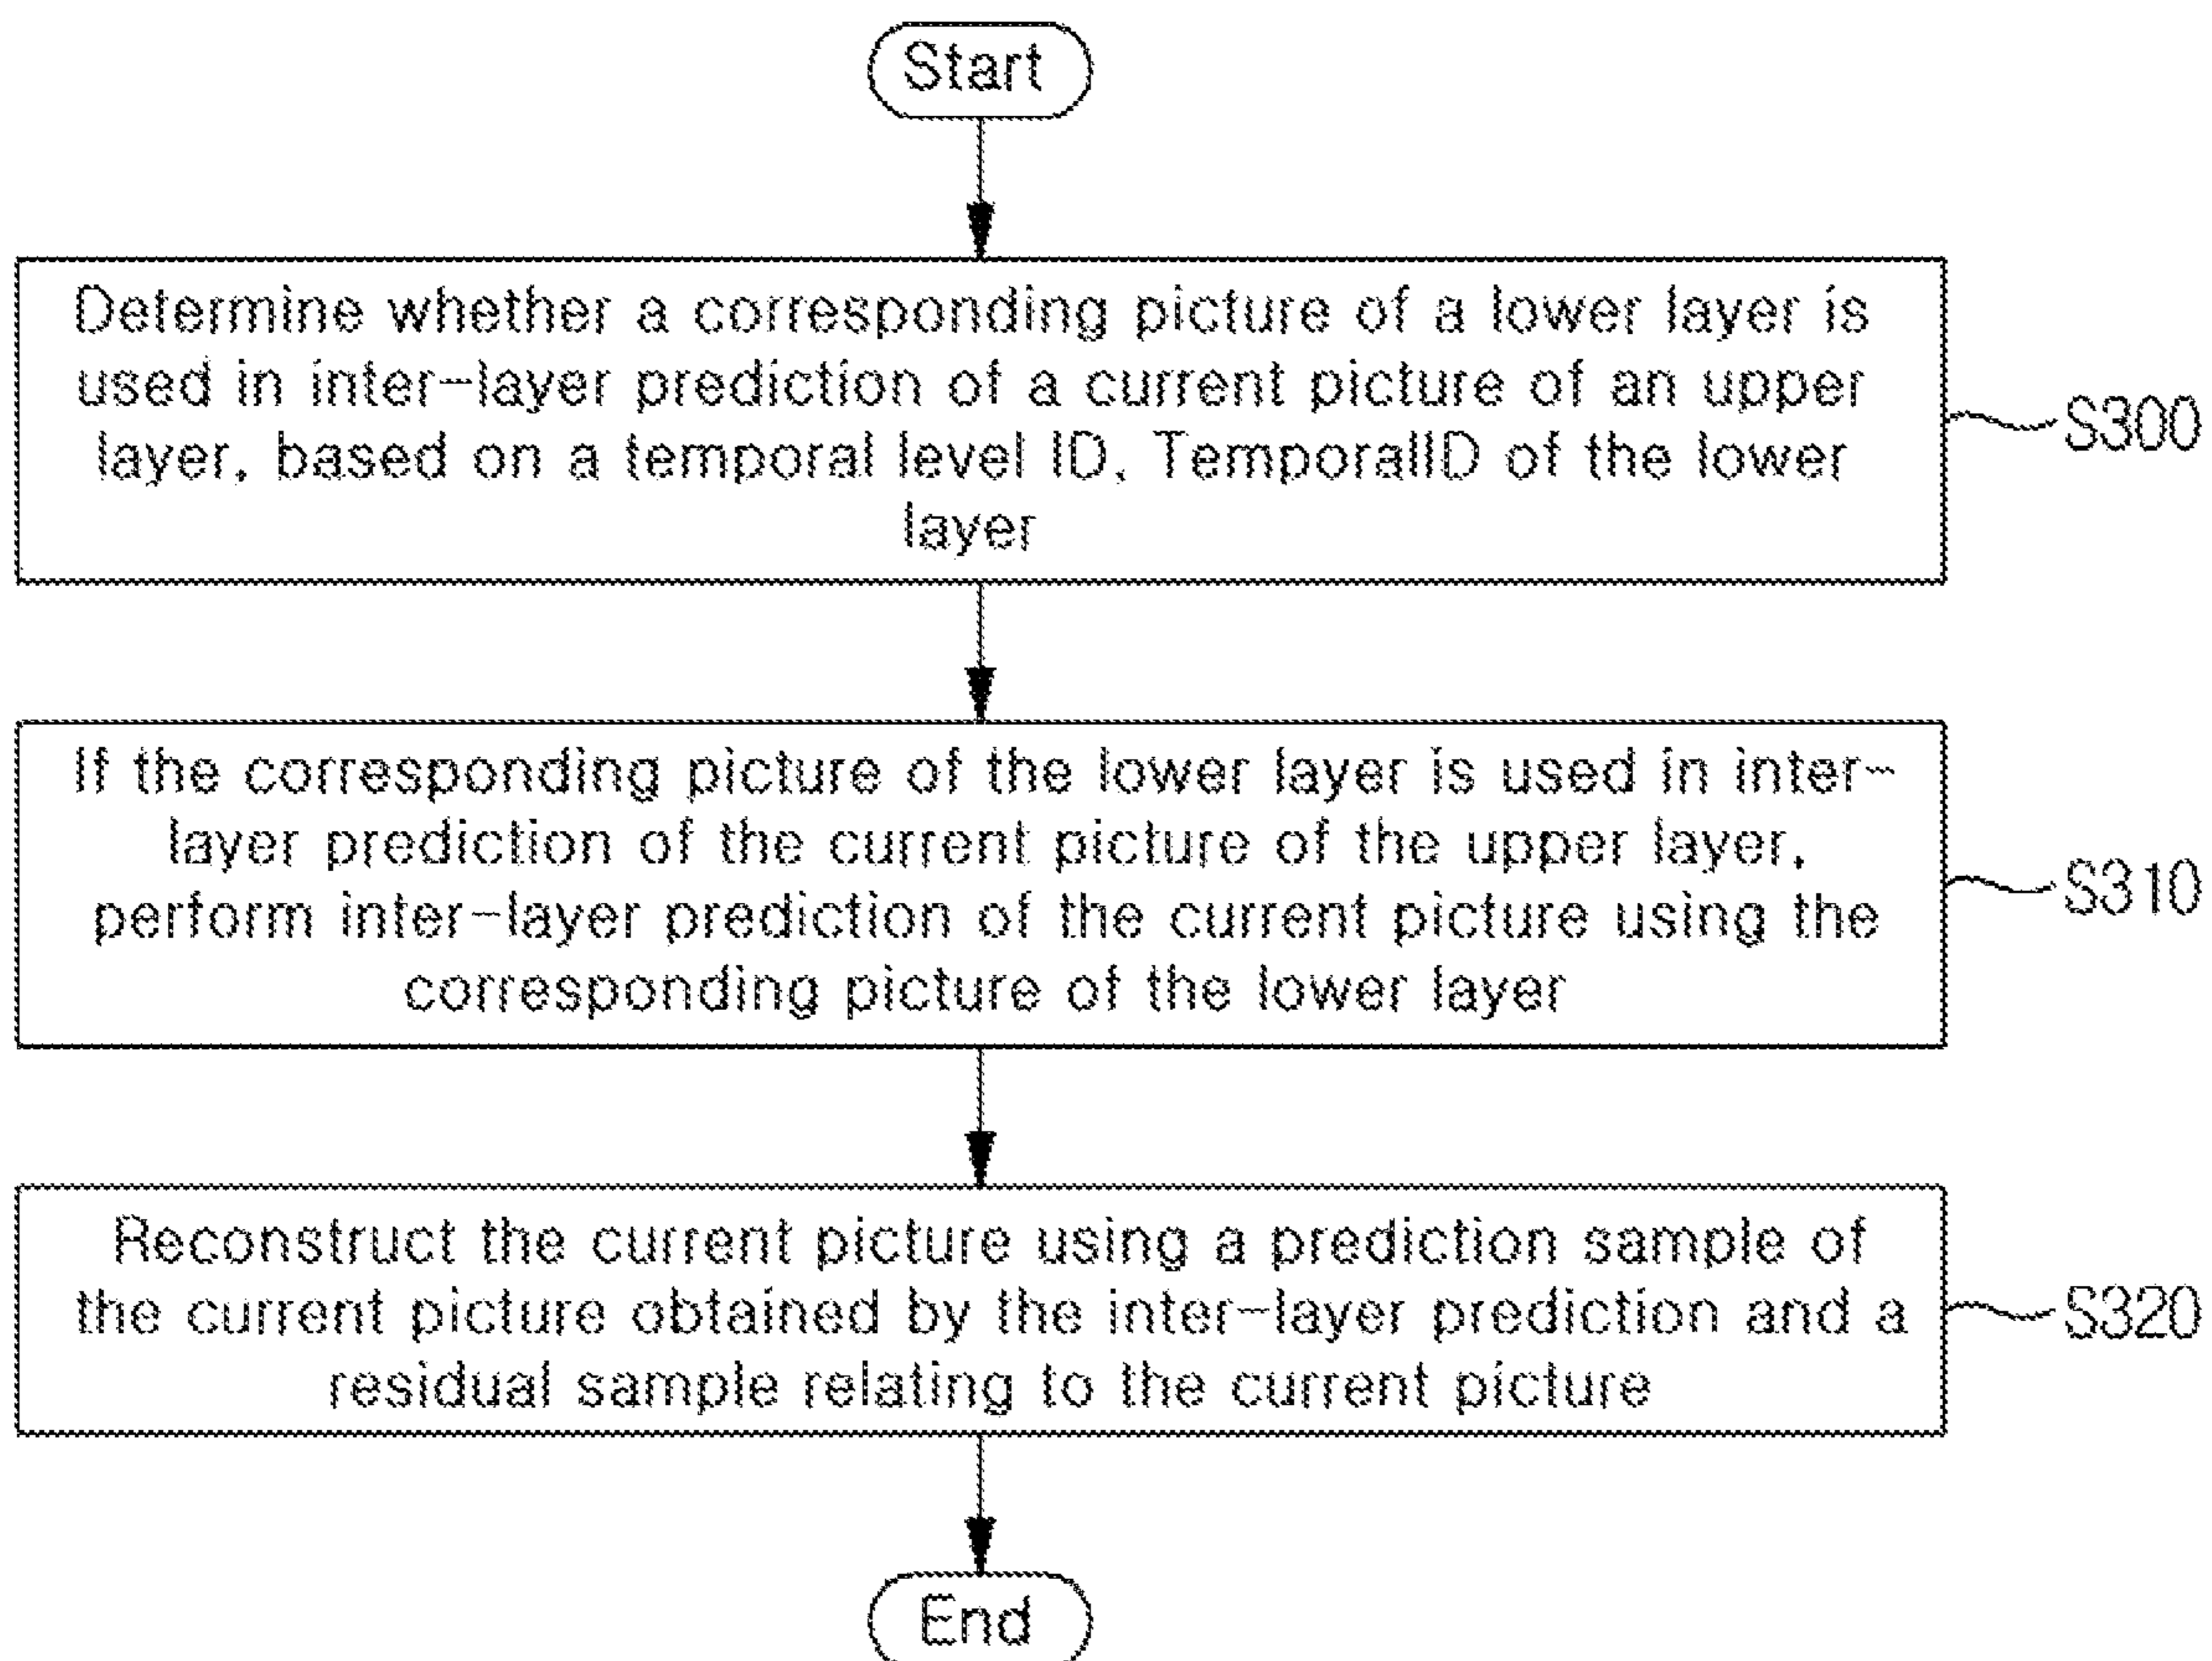 Start
Determine whether a corresponding picture of a lower layer is
used in inter-layer prediction of a current picture of an upper
layer, based on a temporal level ID, TemporalID of the lower
layer
S300
If the corresponding picture of the lower layer is used in inter-
layer prediction of the current picture of the upper layer,
perform inter-layer prediction of the current picture using the
corresponding picture of the lower layer
S310
Reconstruct the current picture using a prediction sample of
the current picture obtained by the inter-layer prediction and a
residual sample relating to the current picture
S320
End